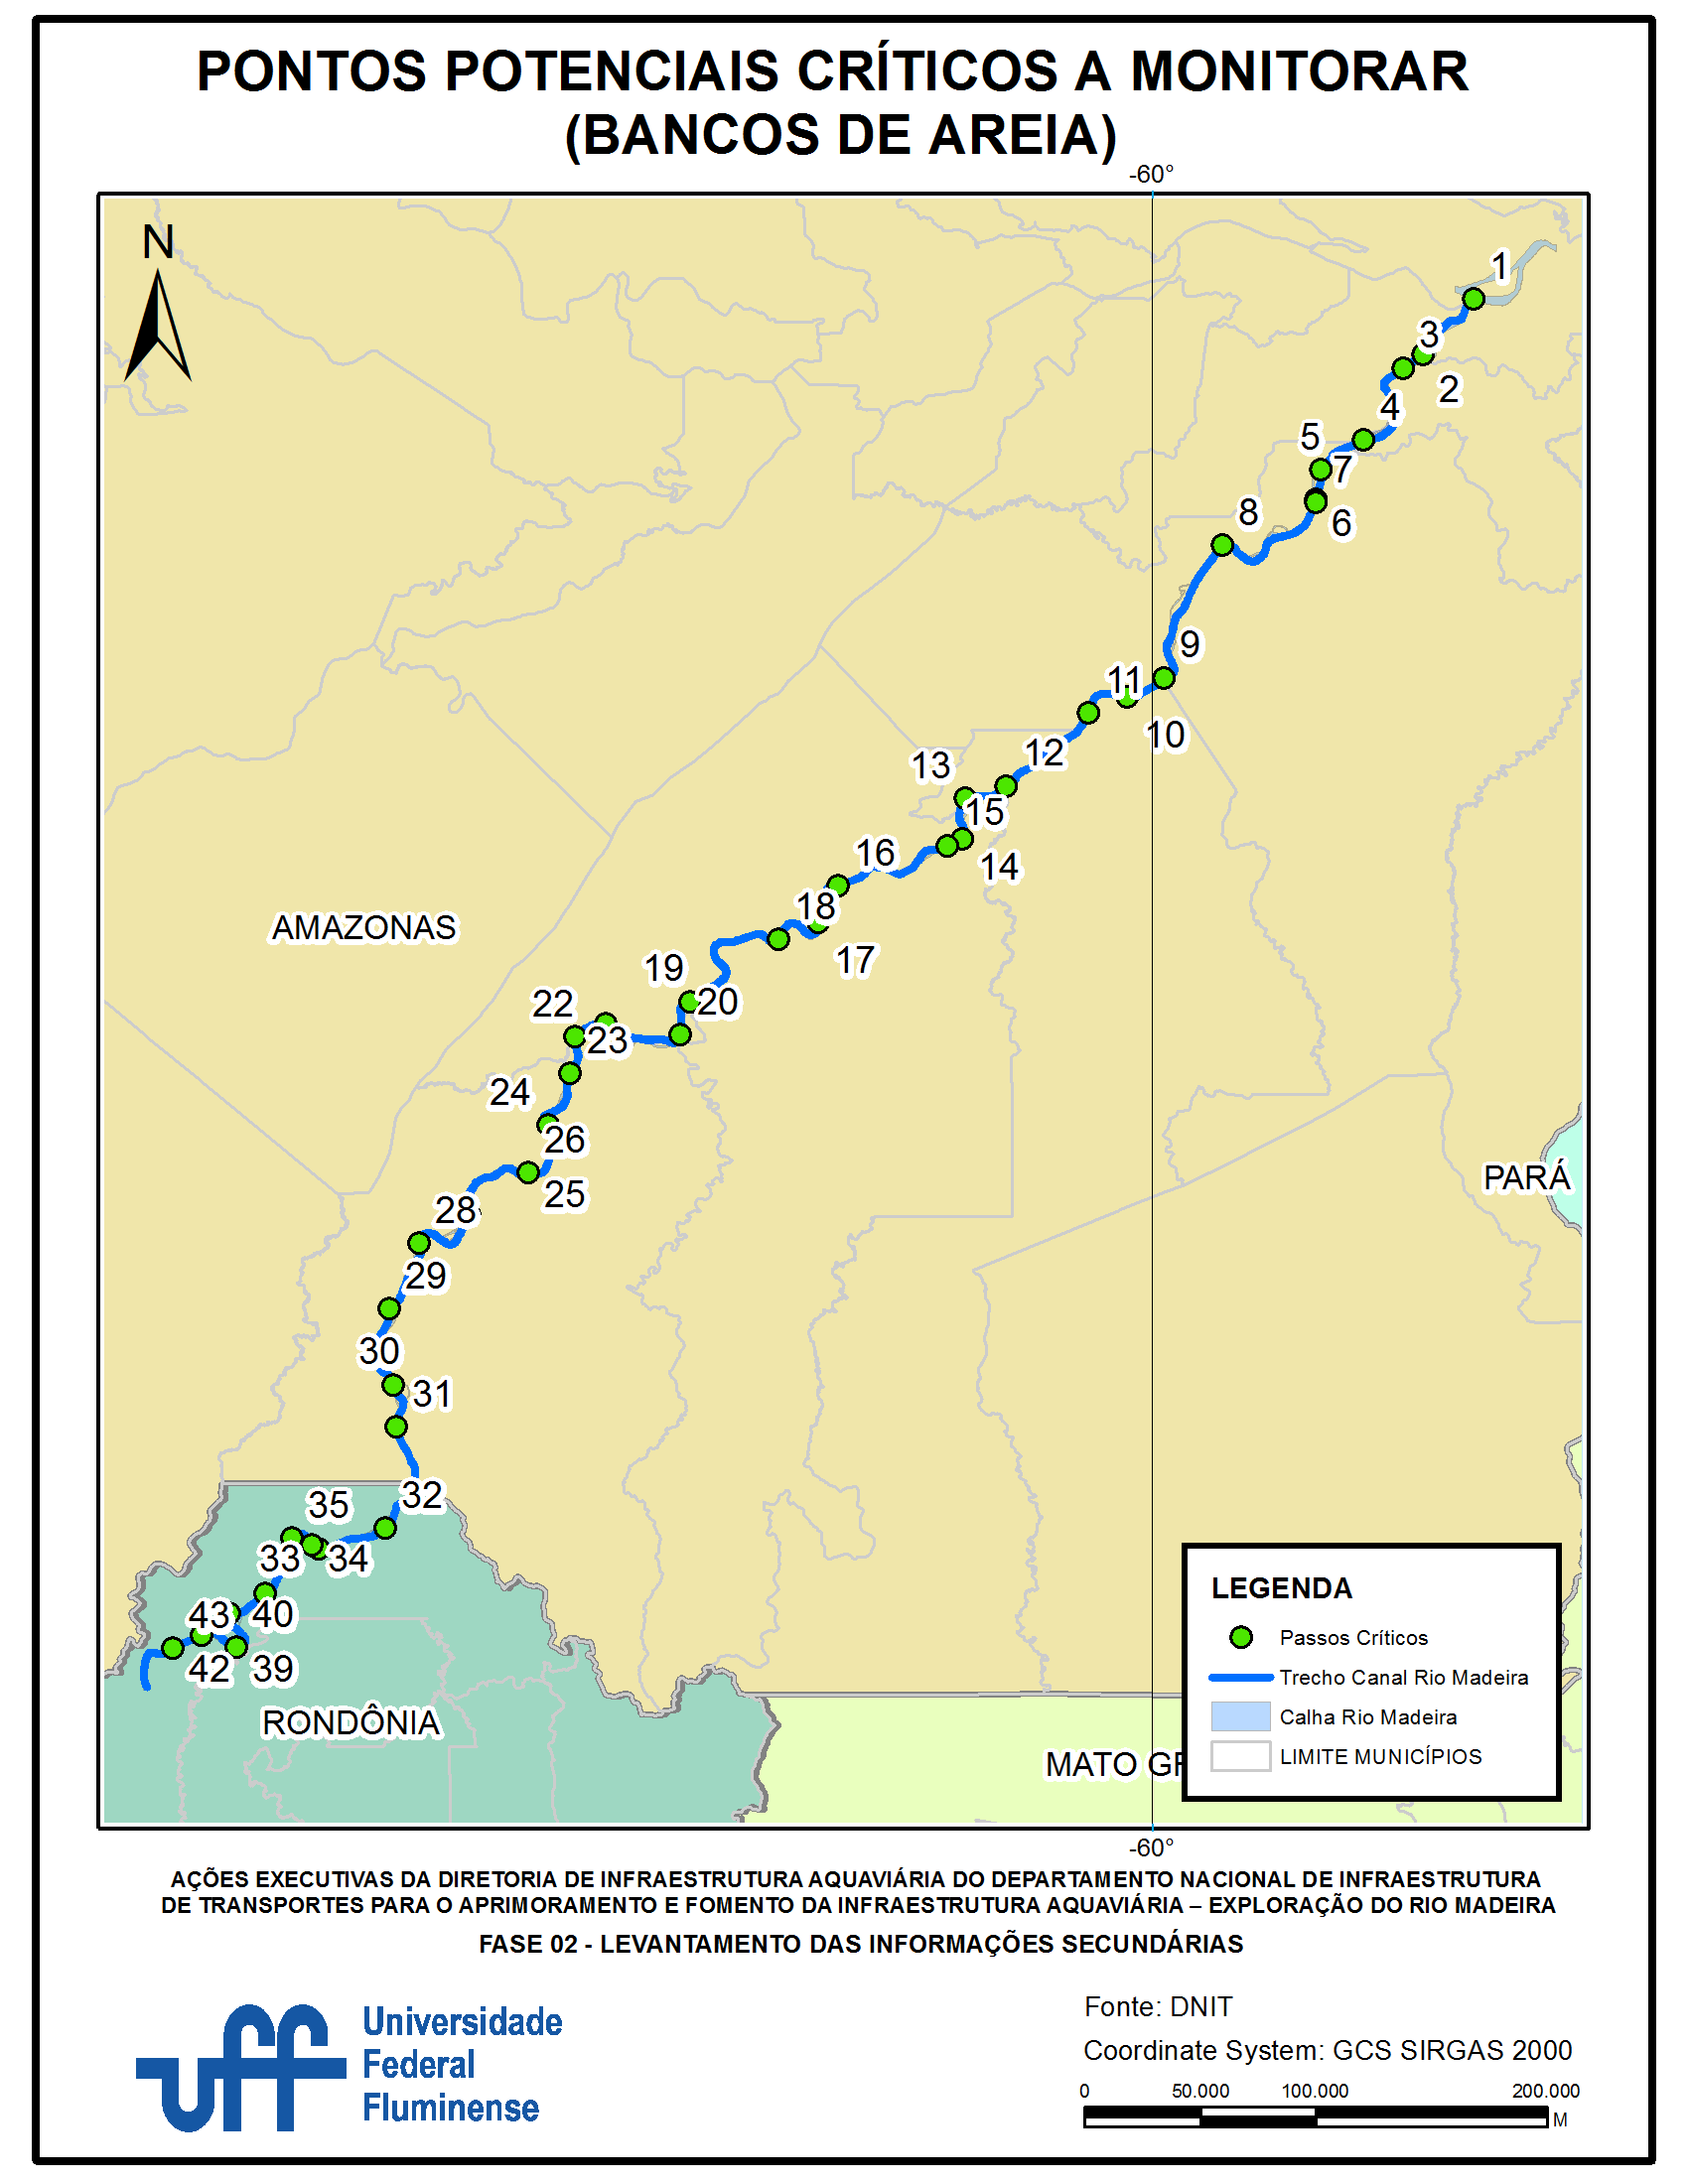 PONTOS POTENCIAIS CRÍTICOS A MONITORAR
(BANCOS DE AREIA)
-60°
N
1
3
2
4
5
7
6
8
9
11
10
12
13
15
14
16
18
17
AMAZONAS
19
20
22
23
24
26
25
PARÁ
28
29
30
31
32
35
33
34
43
40
42
39
RONDÔNIA
MATO GR
LEGENDA
Passos Críticos
Trecho Canal Rio Madeira
Calha Rio Madeira
LIMITE MUNICÍPIOS
-60°
AÇÕES EXECUTIVAS DA DIRETORIA DE INFRAESTRUTURA AQUAVIÁRIA DO DEPARTAMENTO NACIONAL DE INFRAESTRUTURA
DE TRANSPORTES PARA O APRIMORAMENTO E FOMENTO DA INFRAESTRUTURA AQUAVIÁRIA – EXPLORAÇÃO DO RIO MADEIRA
FASE 02 - LEVANTAMENTO DAS INFORMAÇÕES SECUNDÁRIAS
uff
Universidade
Federal
Fluminense
Fonte: DNIT
Coordinate System: GCS SIRGAS 2000
0 50.000 100.000 200.000
M